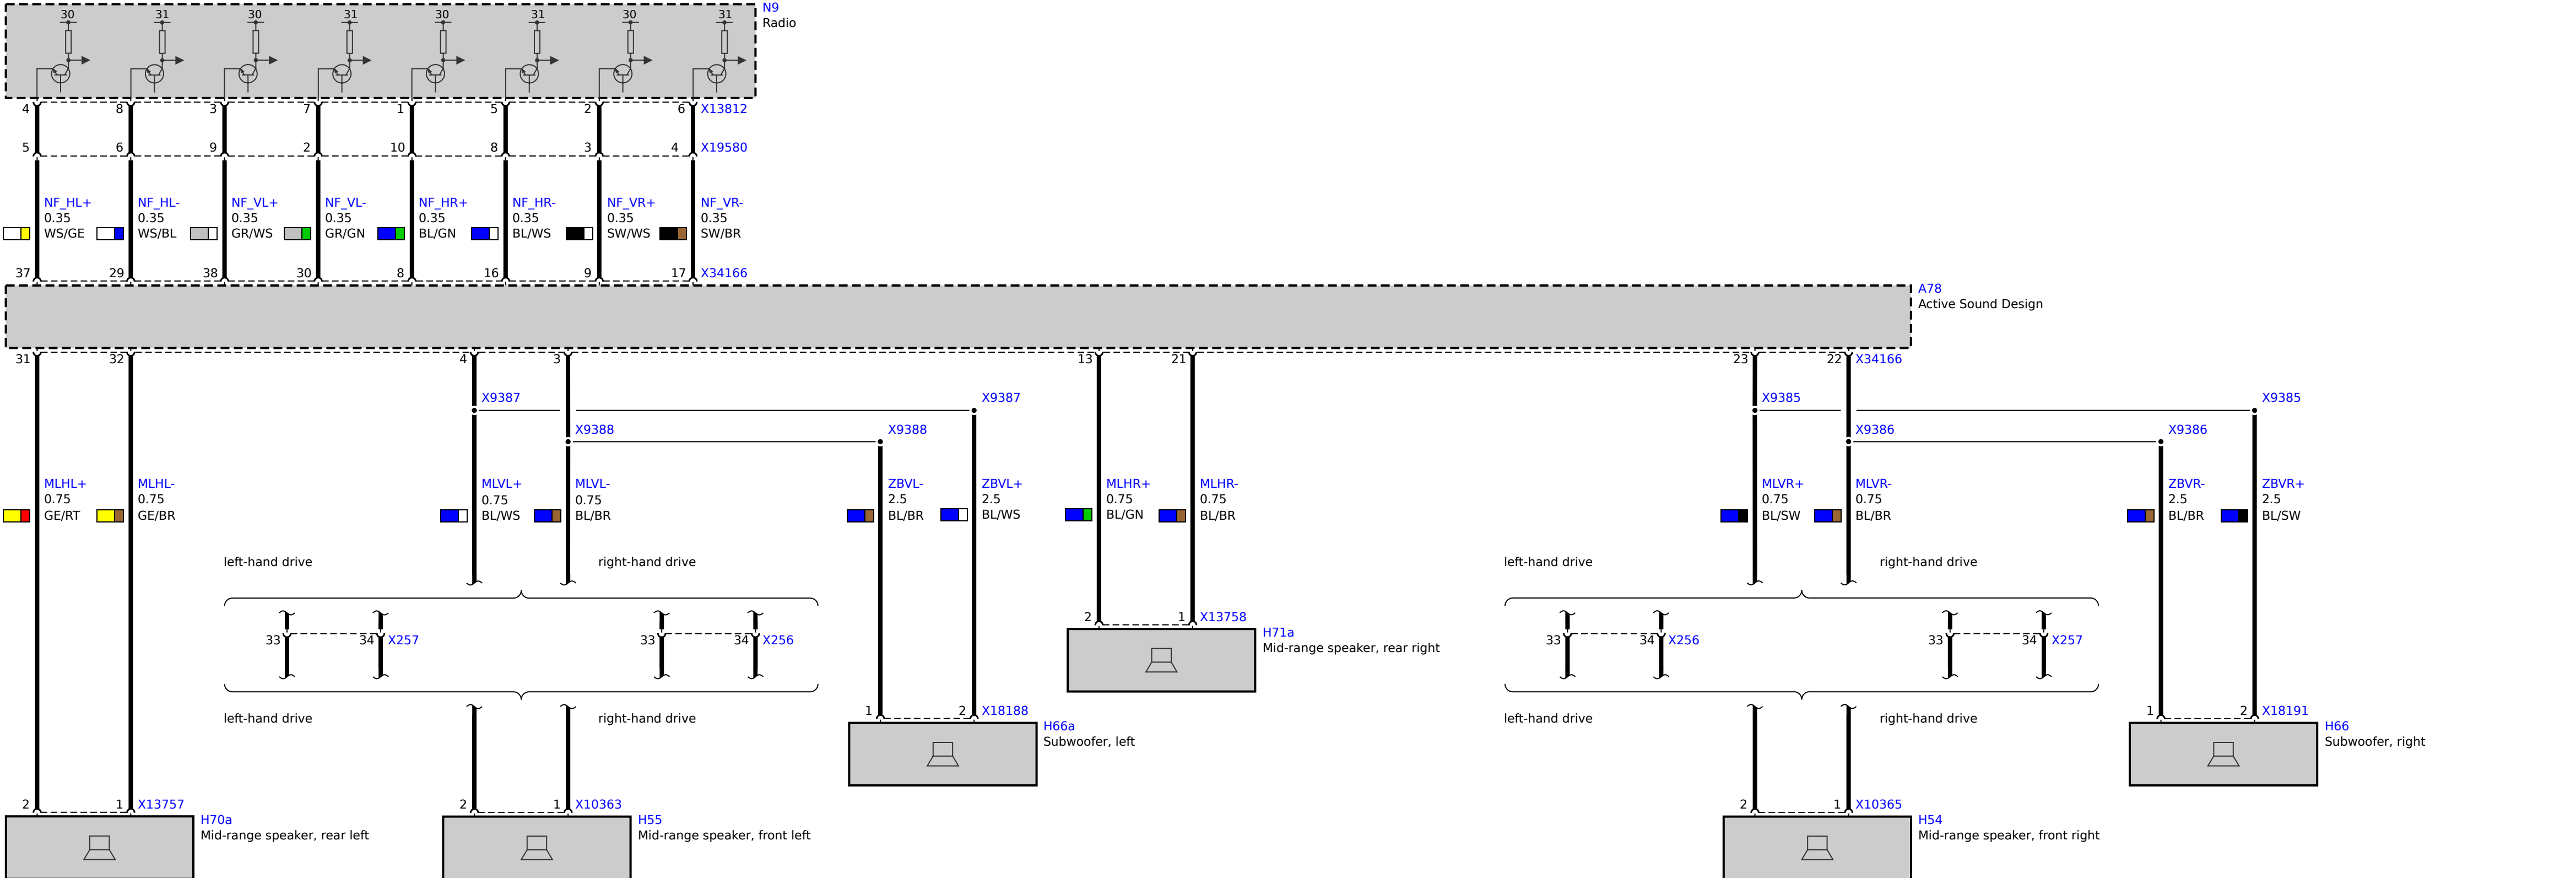 30 31 30 31 30 31 30 31
N9
Radio
4 8 3 7 1 5 2 6 X13812
5 6 9 2 10 8 3 4 X19580
NF_HL+ NF_HL- NF_VL+ NF_VL- NF_HR+ NF_HR- NF_VR+ NF_VR-
0.35 0.35 0.35 0.35 0.35 0.35 0.35 0.35
WS/GE WS/BL GR/WS GR/GN BL/GN BL/WS SW/WS SW/BR
37 29 38 30 8 16 9 17 X34166
A78
Active Sound Design
31 32 4 3 13 21 23 22 X34166
X9387 X9387 X9385 X9385
X9388 X9388 X9386 X9386
MLHL+ MLHL- MLVL+ MLVL- ZBVL- ZBVL+ MLHR+ MLHR- MLVR+ MLVR- ZBVR- ZBVR+
0.75 0.75 0.75 0.75 2.5 2.5 0.75 0.75 0.75 0.75 2.5 2.5
GE/RT GE/BR BL/WS BL/BR BL/BR BL/WS BL/GN BL/BR BL/SW BL/BR BL/BR BL/SW
left-hand drive right-hand drive left-hand drive right-hand drive
2 1 X13758
H71a
Mid-range speaker, rear right
33 34 X257 33 34 X256 33 34 X256 33 34 X257
left-hand drive right-hand drive left-hand drive right-hand drive
1 2 X18188 1 2 X18191
H66a
Subwoofer, left
H66
Subwoofer, right
2 1 X13757 2 1 X10363 2 1 X10365
H70a
Mid-range speaker, rear left
H55
Mid-range speaker, front left
H54
Mid-range speaker, front right